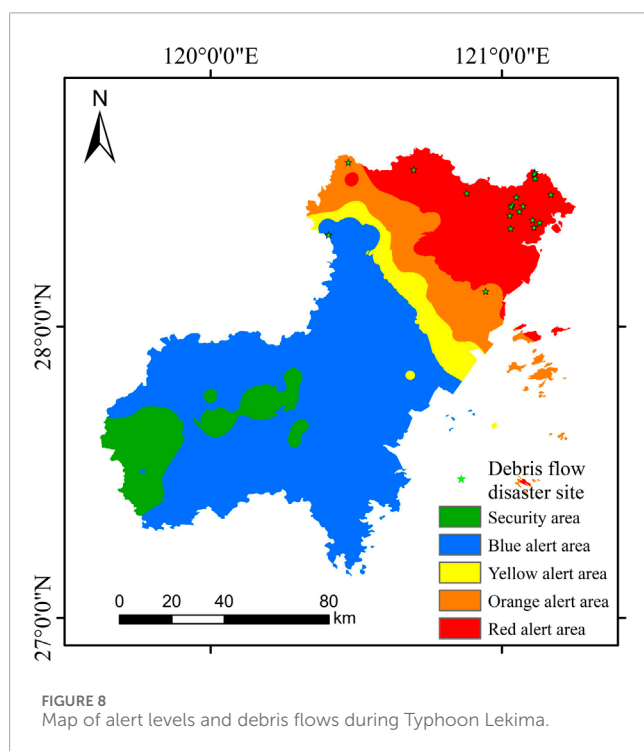 120°0'0"E
121°0'0"E
N
28°0'0"N
27°0'0"N
Debris flow
disaster site
Security area
Blue alert area
Yellow alert area
Orange alert area
Red alert area
0 20 40 80
km
FIGURE 8
Map of alert levels and debris flows during Typhoon Lekima.